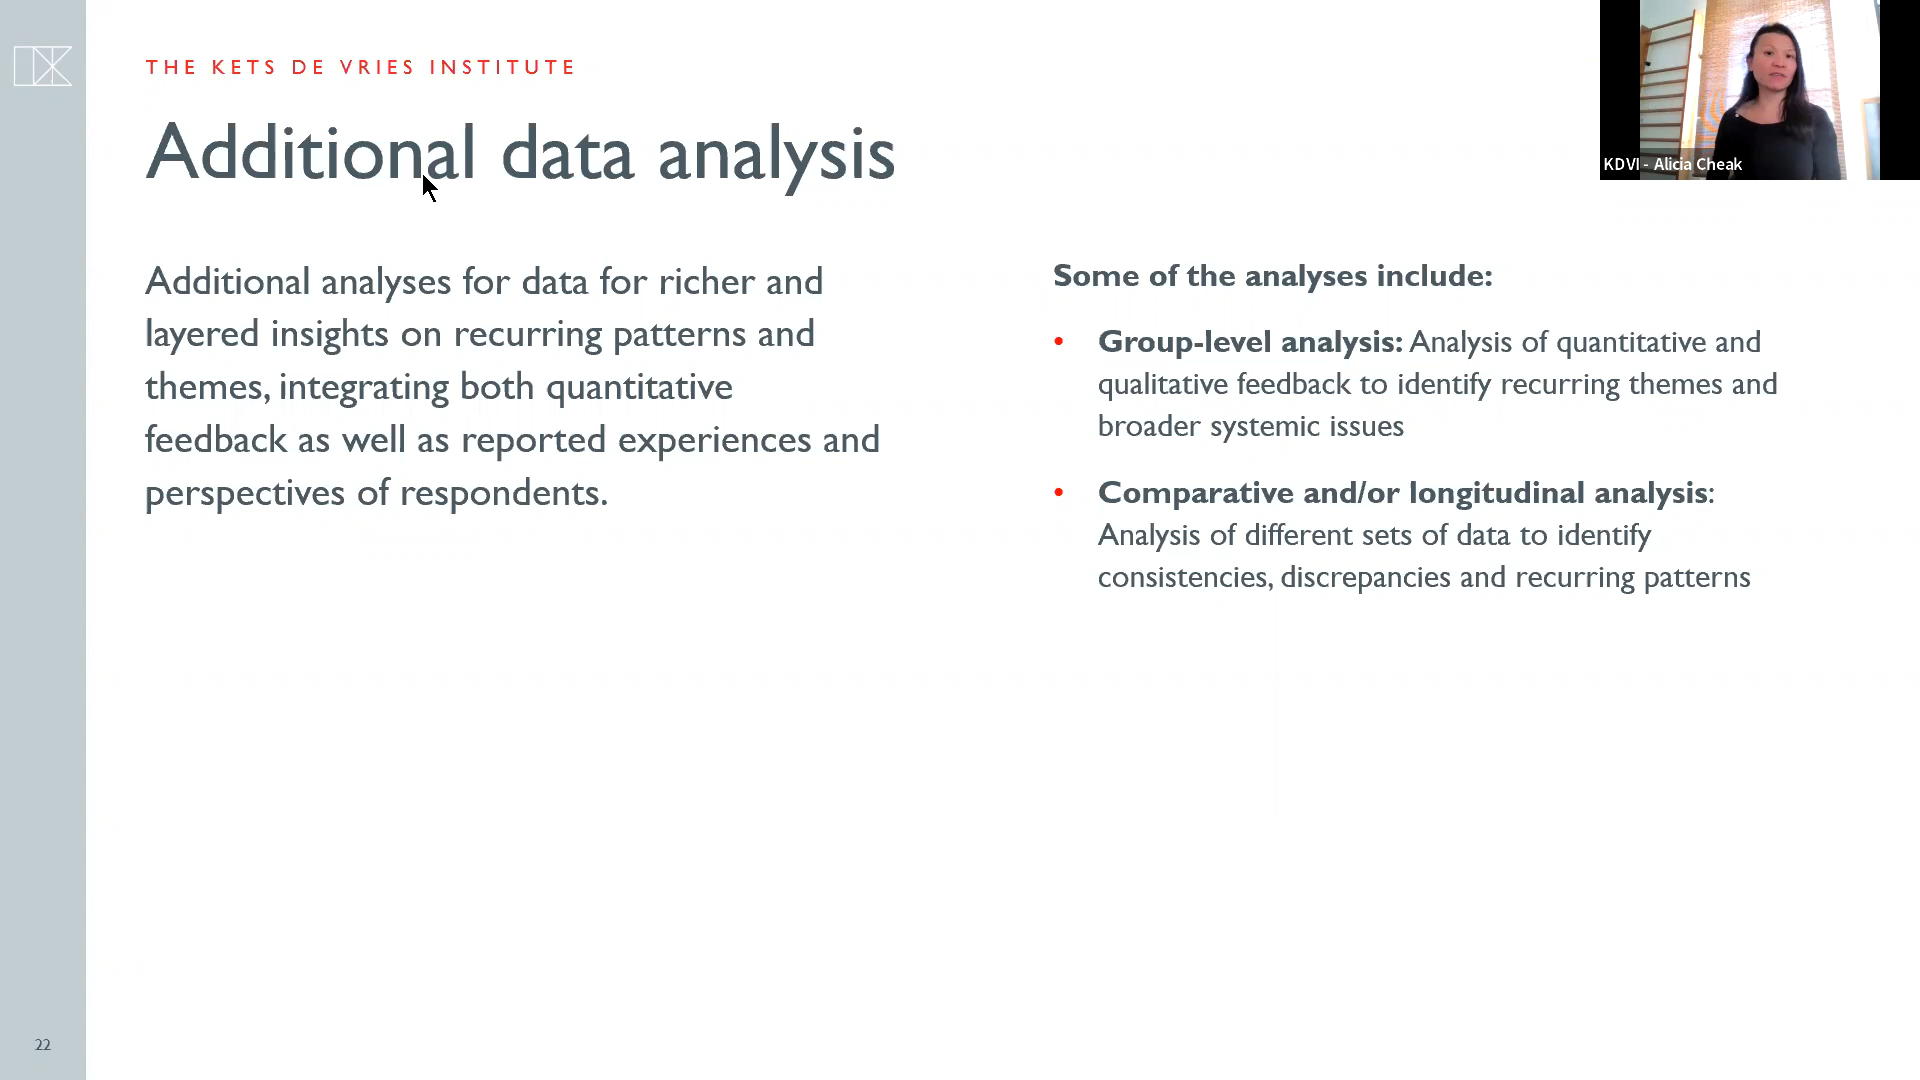 THE KETS DE VRIES INSTITUTE
Additional data analysis
KDVI - Alicia Cheak
Additional analyses for data for richer and
layered insights on recurring patterns and
themes, integrating both quantitative
feedback as well as reported experiences and
perspectives of respondents.
Some of the analyses include:
• Group-level analysis: Analysis of quantitative and
qualitative feedback to identify recurring themes and
broader systemic issues
• Comparative and/or longitudinal analysis:
Analysis of different sets of data to identify
consistencies, discrepancies and recurring patterns
22